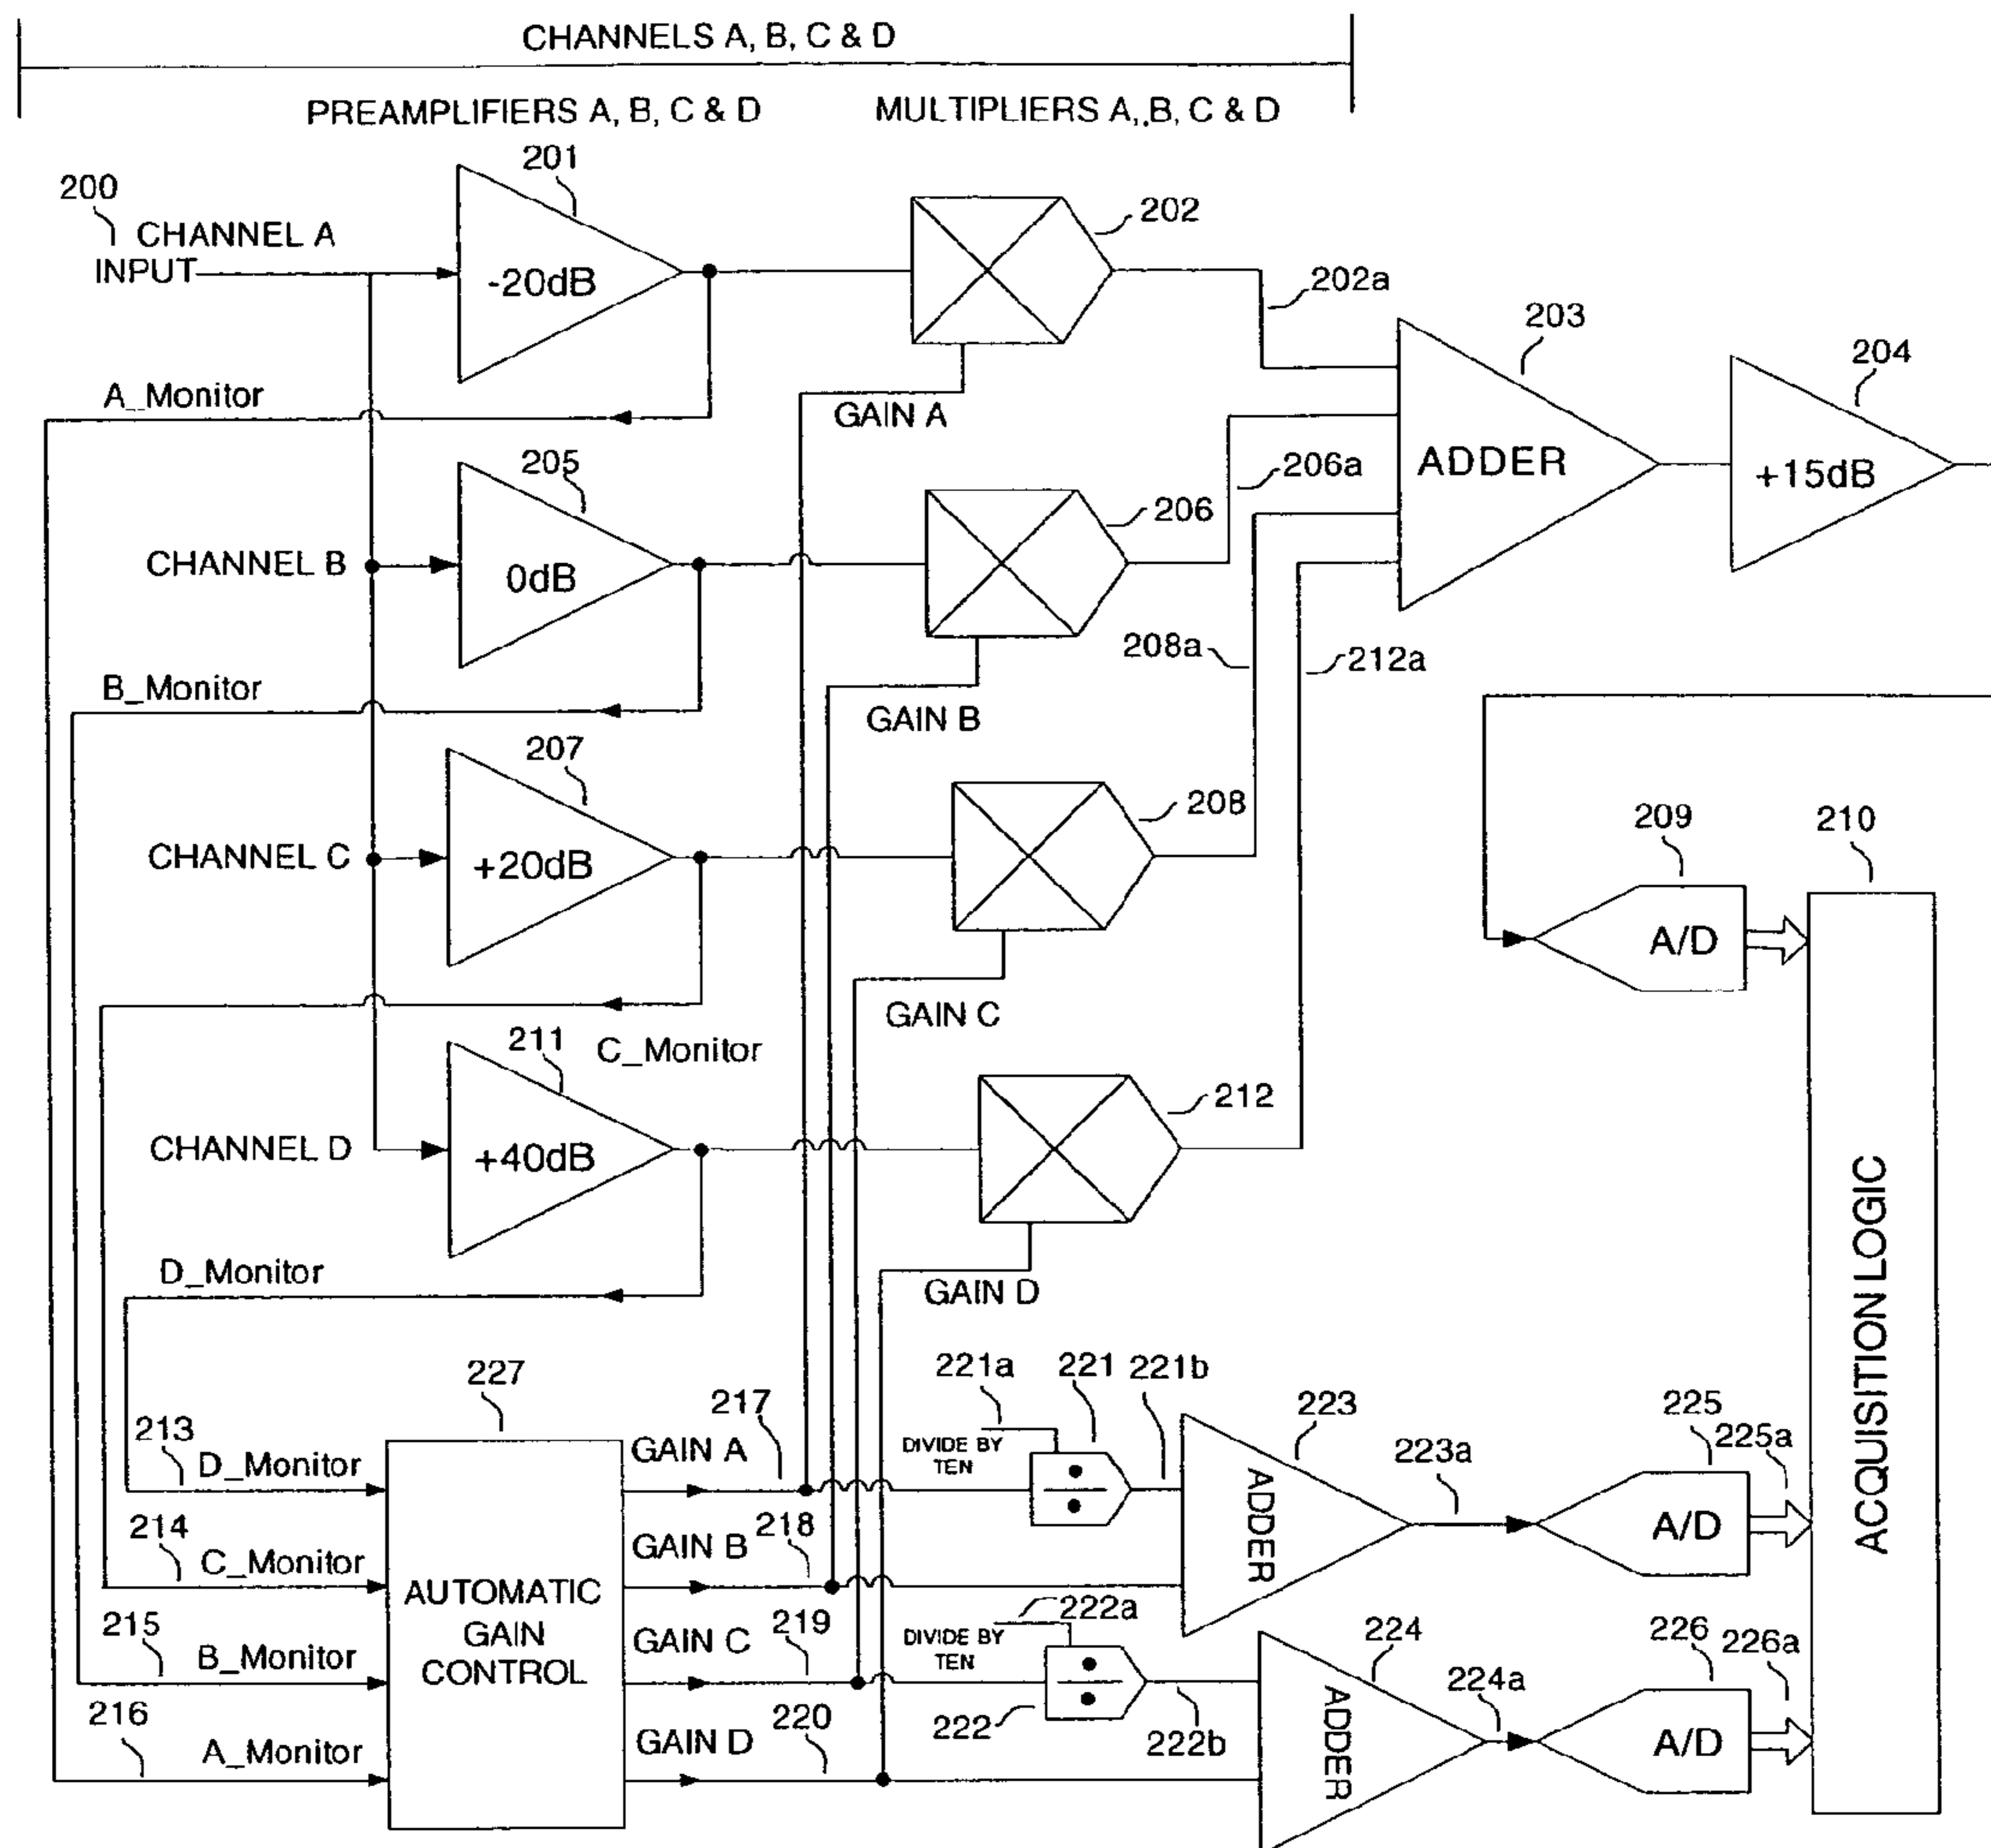 CHANNELS A, B, C & D
PREAMPLIFIERS A, B, C & D
MULTIPLIERS A,.B, C & D
201
200
CHANNEL A
INPUT
-20dB
202
202a
203
204
A_Monitor
GAIN A
205
206a
ADDER
+15dB
206
CHANNEL B
0dB
208a
212a
B_Monitor
GAIN B
207
208
209
210
CHANNEL C
+20dB
A/D
GAIN C
211
C_Monitor
212
CHANNEL D
+40dB
D_Monitor
GAIN D
ACQUISITION LOGIC
227
221a
221
221b
217
223
225
213
D_Monitor
GAIN A
DIVIDE BY
TEN
223a
225a
ADDER
214
C_Monitor
GAIN B
218
A/D
AUTOMATIC
GAIN
CONTROL
215
B_Monitor
GAIN C
219
222a
DIVIDE BY
TEN
224
226
226a
216
A_Monitor
GAIN D
220
222
222b
224a
ADDER
A/D